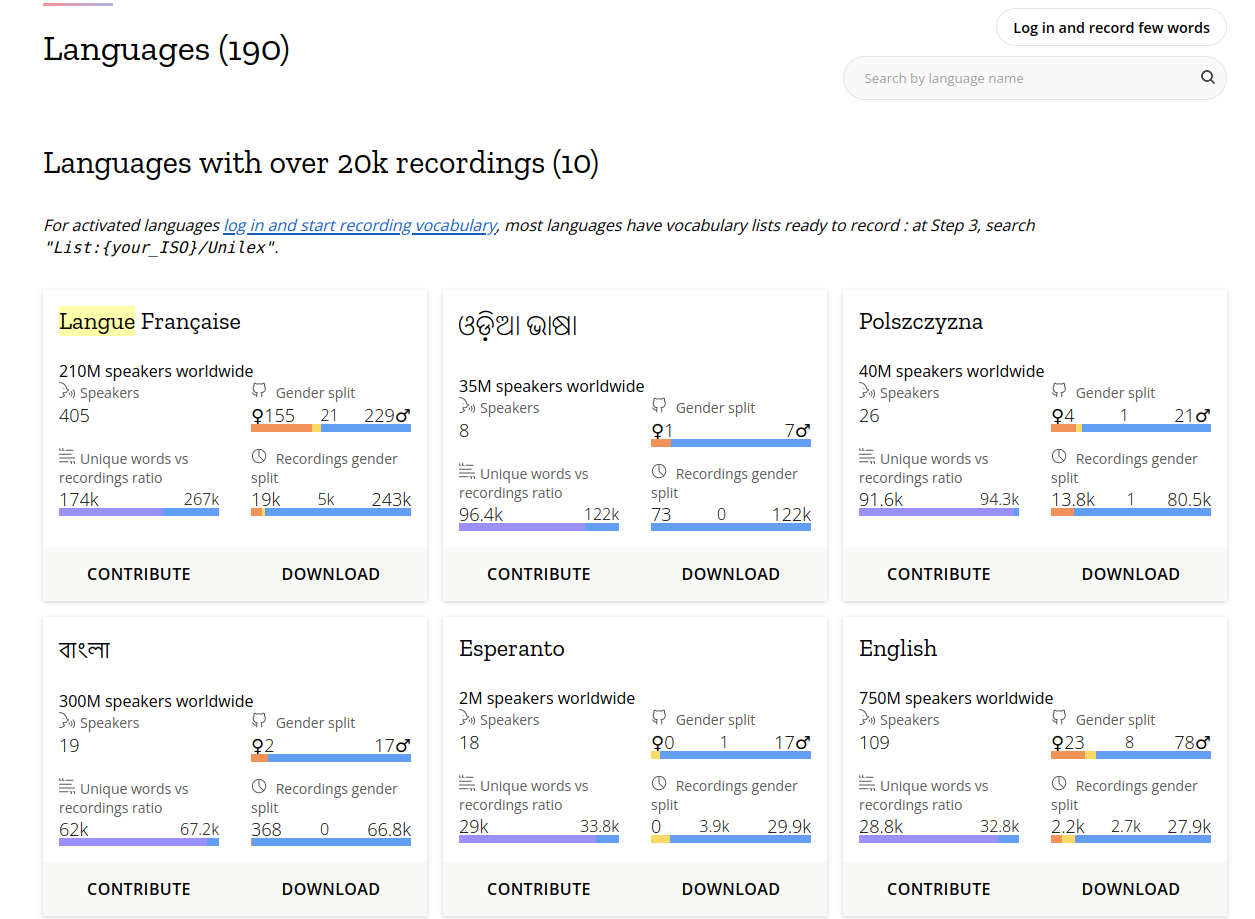 Languages (190)
Log in and record few words
Search by language name
Languages with over 20k recordings (10)
For activated languages log in and start recording vocabulary, most languages have vocabulary lists ready to record : at Step 3, search
"List:{your_ISO}/Unilex".
Langue Française
210M speakers worldwide
Speakers
405
Gender split
♀155 21 229♂
Unique words vs
recordings ratio
174k 267k
Recordings gender
split
19k 5k 243k
CONTRIBUTE DOWNLOAD
ଓଡ଼ିଆ ଭାଷା
35M speakers worldwide
Speakers
8
Gender split
♀1 7♂
Unique words vs
recordings ratio
96.4k 122k
Recordings gender
split
73 0 122k
CONTRIBUTE DOWNLOAD
Polszczyzna
40M speakers worldwide
Speakers
26
Gender split
♀4 1 21♂
Unique words vs
recordings ratio
91.6k 94.3k
Recordings gender
split
13.8k 1 80.5k
CONTRIBUTE DOWNLOAD
বাংলা
300M speakers worldwide
Speakers
19
Gender split
♀2 17♂
Unique words vs
recordings ratio
62k 67.2k
Recordings gender
split
368 0 66.8k
CONTRIBUTE DOWNLOAD
Esperanto
2M speakers worldwide
Speakers
18
Gender split
♀0 1 17♂
Unique words vs
recordings ratio
29k 33.8k
Recordings gender
split
0 3.9k 29.9k
CONTRIBUTE DOWNLOAD
English
750M speakers worldwide
Speakers
109
Gender split
♀23 8 78♂
Unique words vs
recordings ratio
28.8k 32.8k
Recordings gender
split
2.2k 2.7k 27.9k
CONTRIBUTE DOWNLOAD